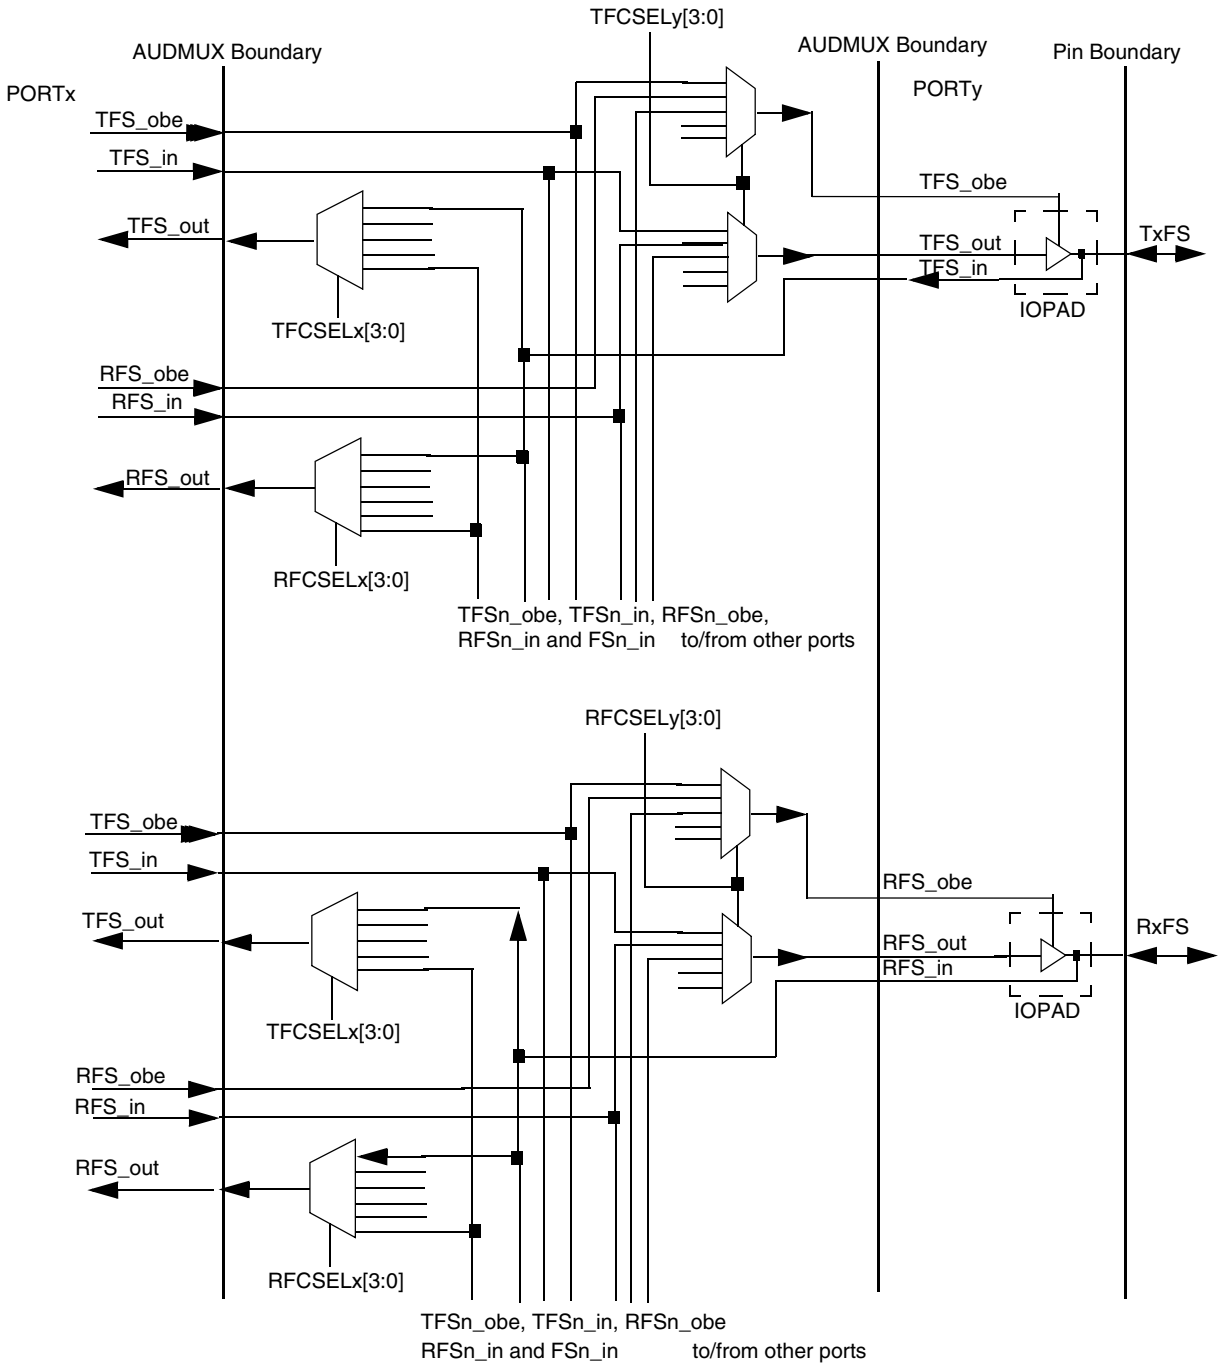 TFCSELy[3:0]
AUDMUX Boundary
AUDMUX Boundary
Pin Boundary
PORTx
PORTy
TFS_obe
TFS_in
TFS_obe
TFS_out
TFS_out
TxFS
TFS_in
IOPAD
TFCSELx[3:0]
RFS_obe
RFS_in
RFS_out
RFCSELx[3:0]
TFSn_obe, TFSn_in, RFSn_obe,
RFSn_in and FSn_in to/from other ports
RFCSELy[3:0]
TFS_obe
TFS_in
RFS_obe
TFS_out
RxFS
RFS_out
RFS_in
IOPAD
TFCSELx[3:0]
RFS_obe
RFS_in
RFS_out
RFCSELx[3:0]
TFSn_obe, TFSn_in, RFSn_obe
RFSn_in and FSn_in to/from other ports